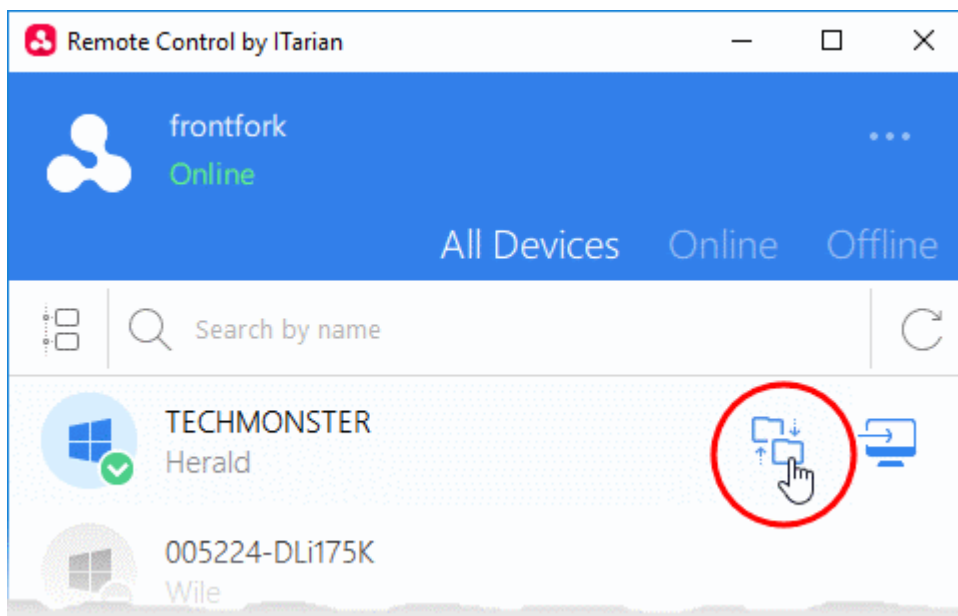 Remote Control by ITarian
frontfork
Online
All Devices Online Offline
Search by name
TECHMONSTER
Herald
005224-DLi175K
Wile